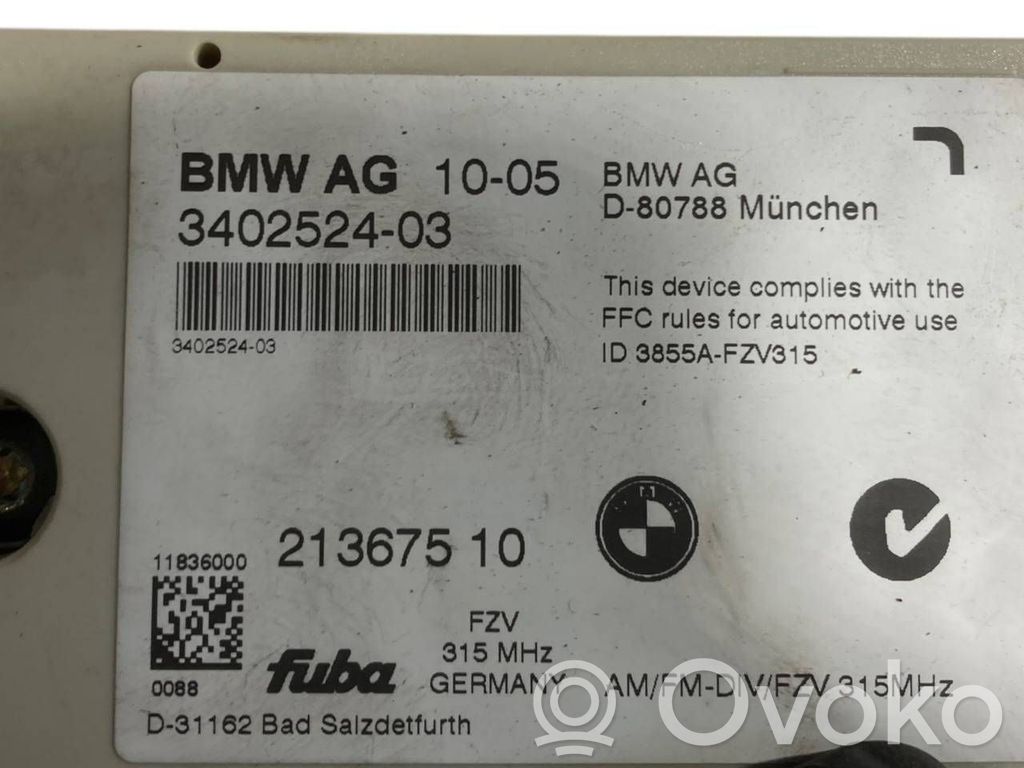 BMW AG 10-05
3402524-03
3402524-03
BMW AG
D-80788 München
This device complies with the
FFC rules for automotive use
ID 3855A-FZV315
213675 10
11836000
0088
fuba
FZV
315 MHz
GERMANY
AM/FM-DIV/FZV 315MHz
D-31162 Bad Salzdetfurth
Ovoko